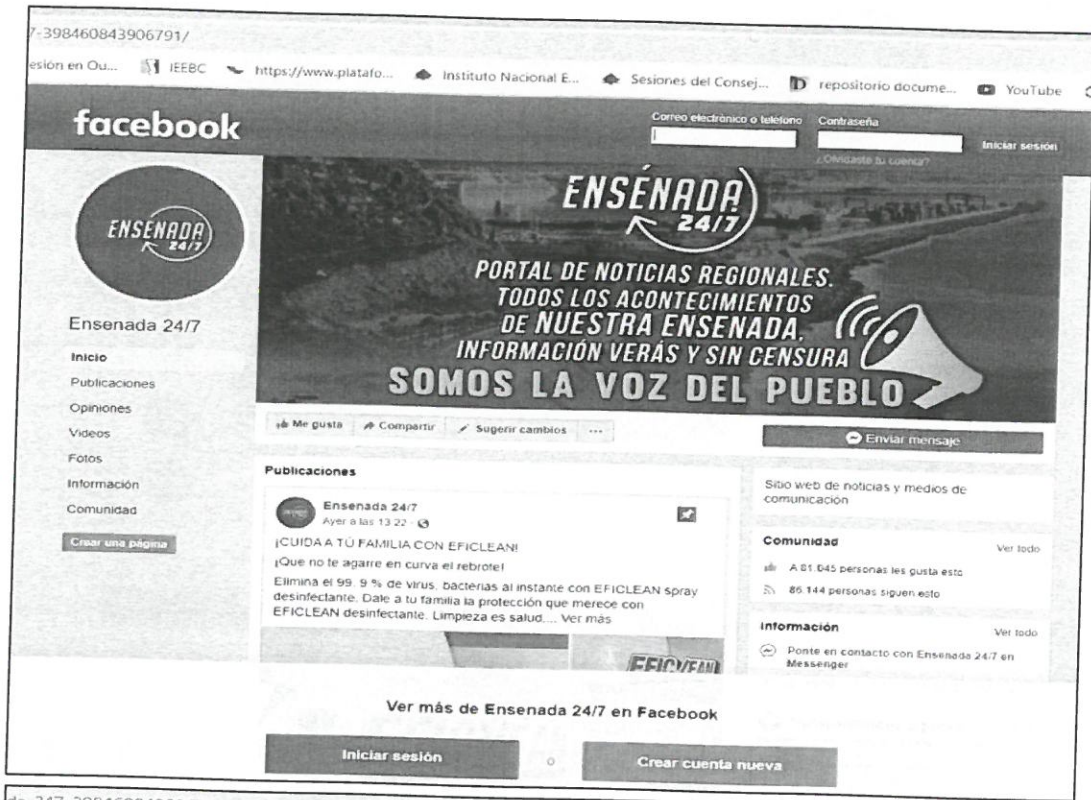 7-398460843906791/
esión en Ou...
IEEBC
https://www.platafo...
Instituto Nacional E...
Sesiones del Consej...
repositorio docume...
YouTube
facebook
Correo electrónico o teléfono
Contraseña
Iniciar sesión
¿Olvidaste tu cuenta?
ENSENADA
24/7
Ensenada 24/7
Inicio
Publicaciones
Opiniones
Videos
Fotos
Información
Comunidad
Crear una página
ENSENADA
24/7
PORTAL DE NOTICIAS REGIONALES.
TODOS LOS ACONTECIMIENTOS
DE NUESTRA ENSENADA,
INFORMACIÓN VERÁS Y SIN CENSURA
SOMOS LA VOZ DEL PUEBLO
Me gusta
Compartir
Sugerir cambios
...
Enviar mensaje
Publicaciones
Ensenada 24/7
Ayer a las 13:22 ·
¡CUIDA A TÚ FAMILIA CON EFICLEAN!
¡Que no te agarre en curva el rebrote!
Elimina el 99. 9 % de virus, bacterias al instante con EFICLEAN spray
desinfectante. Dale a tu familia la protección que merece con
EFICLEAN desinfectante. Limpieza es salud.... Ver más
EFICLEAN
Sitio web de noticias y medios de
comunicación
Comunidad
Ver todo
A 81.045 personas les gusta esto
86.144 personas siguen esto
Información
Ver todo
Ponte en contacto con Ensenada 24/7 en
Messenger
Ver más de Ensenada 24/7 en Facebook
Iniciar sesión
o
Crear cuenta nueva